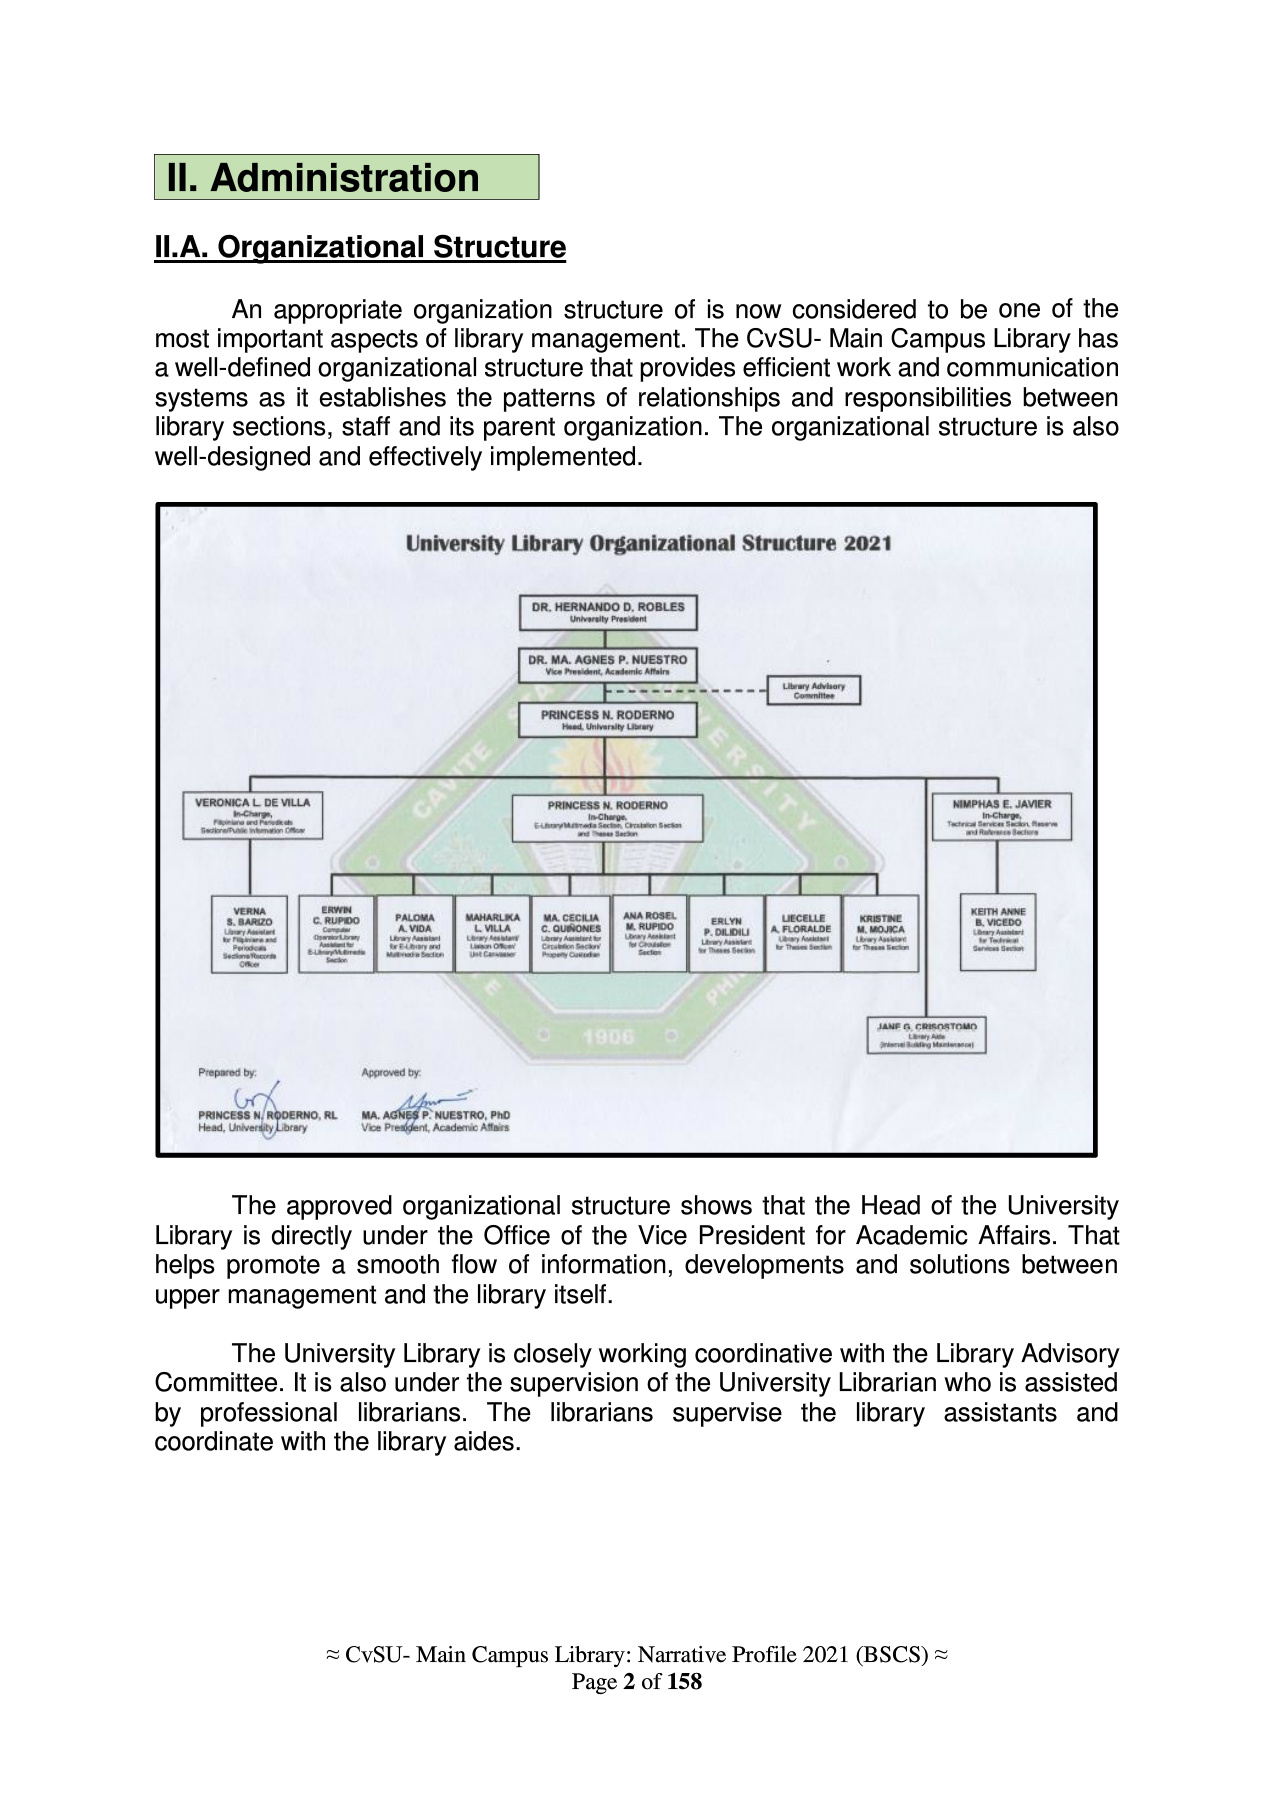 II. Administration
II.A. Organizational Structure
An appropriate organization structure of is now considered to be one of the
most important aspects of library management. The CvSU- Main Campus Library has
a well-defined organizational structure that provides efficient work and communication
systems as it establishes the patterns of relationships and responsibilities between
library sections, staff and its parent organization. The organizational structure is also
well-designed and effectively implemented.
University Library Organizational Structure 2021
DR. HERNANDO D. ROBLES
University President
DR. MA. AGNES P. NUESTRO
Vice President, Academic Affairs
Library Advisory
Committee
PRINCESS N. RODERNO
Head, University Library
VERONICA L. DE VILLA
In-Charge,
Filipiniana and Periodicals
Sections/Public Information Officer
PRINCESS N. RODERNO
In-Charge,
E-Library/Multimedia Section, Circulation Section
and Theses Section
NIMPHAS E. JAVIER
In-Charge,
Technical Services Section, Reserve
and Reference Sections
VERNA
S. BARIZO
Library Assistant
for Filipiniana and
Periodicals
Sections/Records
Officer
ERWIN
C. RUPIDO
Computer
Operator/Library
Assistant for
E-Library/Multimedia
Section
PALOMA
A. VIDA
Library Assistant
for E-Library and
Multimedia Section
MAHARLIKA
L. VILLA
Library Assistant/
Liaison Officer/
Unit Canvasser
MA. CECILIA
C. QUIÑONES
Library Assistant for
Circulation Section/
Property Custodian
ANA ROSEL
M. RUPIDO
Library Assistant
for Circulation
Section
ERLYN
P. DILIDILI
Library Assistant
for Theses Section
LIECELLE
A. FLORALDE
Library Assistant
for Theses Section
KRISTINE
M. MOJICA
Library Assistant
for Theses Section
KEITH ANNE
B. VICEDO
Library Assistant
for Technical
Services Section
JANE G. CRISOSTOMO
Library Aide
(Internal Building Maintenance)
CAVITE STA
VERSITY
PHI
1906
Prepared by:
PRINCESS N. RODERNO, RL
Head, University Library
Approved by:
MA. AGNES P. NUESTRO, PhD
Vice President, Academic Affairs
The approved organizational structure shows that the Head of the University
Library is directly under the Office of the Vice President for Academic Affairs. That
helps promote a smooth flow of information, developments and solutions between
upper management and the library itself.
The University Library is closely working coordinative with the Library Advisory
Committee. It is also under the supervision of the University Librarian who is assisted
by professional librarians. The librarians supervise the library assistants and
coordinate with the library aides.
≈ CvSU- Main Campus Library: Narrative Profile 2021 (BSCS) ≈
Page 2 of 158